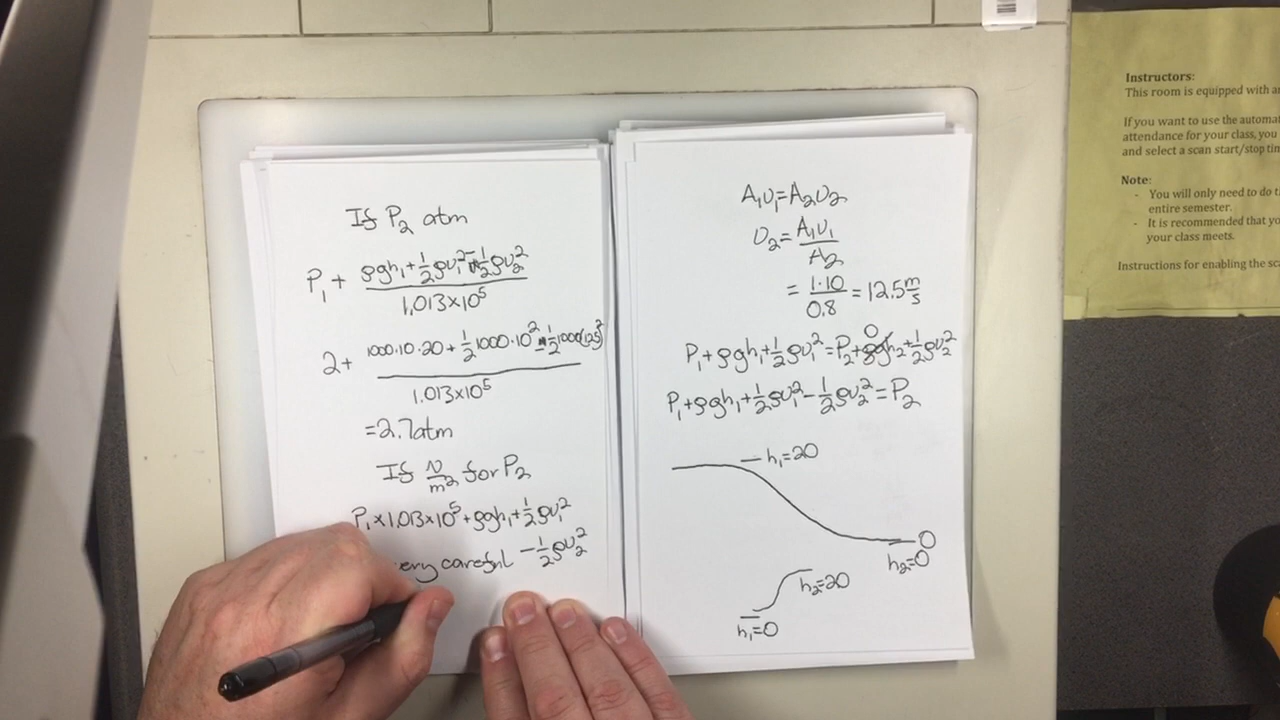 If P₂ atm
P₁ + (ρgh₁+½ρv₁²-½ρv₂²)/(1.013×10⁵)
2+ (1000·10·20+½1000·10²-½1000(12.5)²)/(1.013×10⁵)
=2.7atm
If N/m² for P₂
P₁×1.013×10⁵+ρgh₁+½ρv₁²
ery careful -½ρv₂²
A₁v₁=A₂v₂
v₂=A₁v₁/A₂
= 1·10/0.8 = 12.5 m/s
P₁+ρgh₁+½ρv₁²=P₂+ρgh₂+½ρv₂²
0
P₁+ρgh₁+½ρv₁²-½ρv₂²=P₂
h₁=20
0
h₂=0
h₂=20
h₁=0
Instructors:
This room is equipped with
If you want to use the
attendance for your class, you
and select a scan start/stop
Note:
- You will only need to do
entire semester.
- It is recommended that
your class meets.
Instructions for enabling the